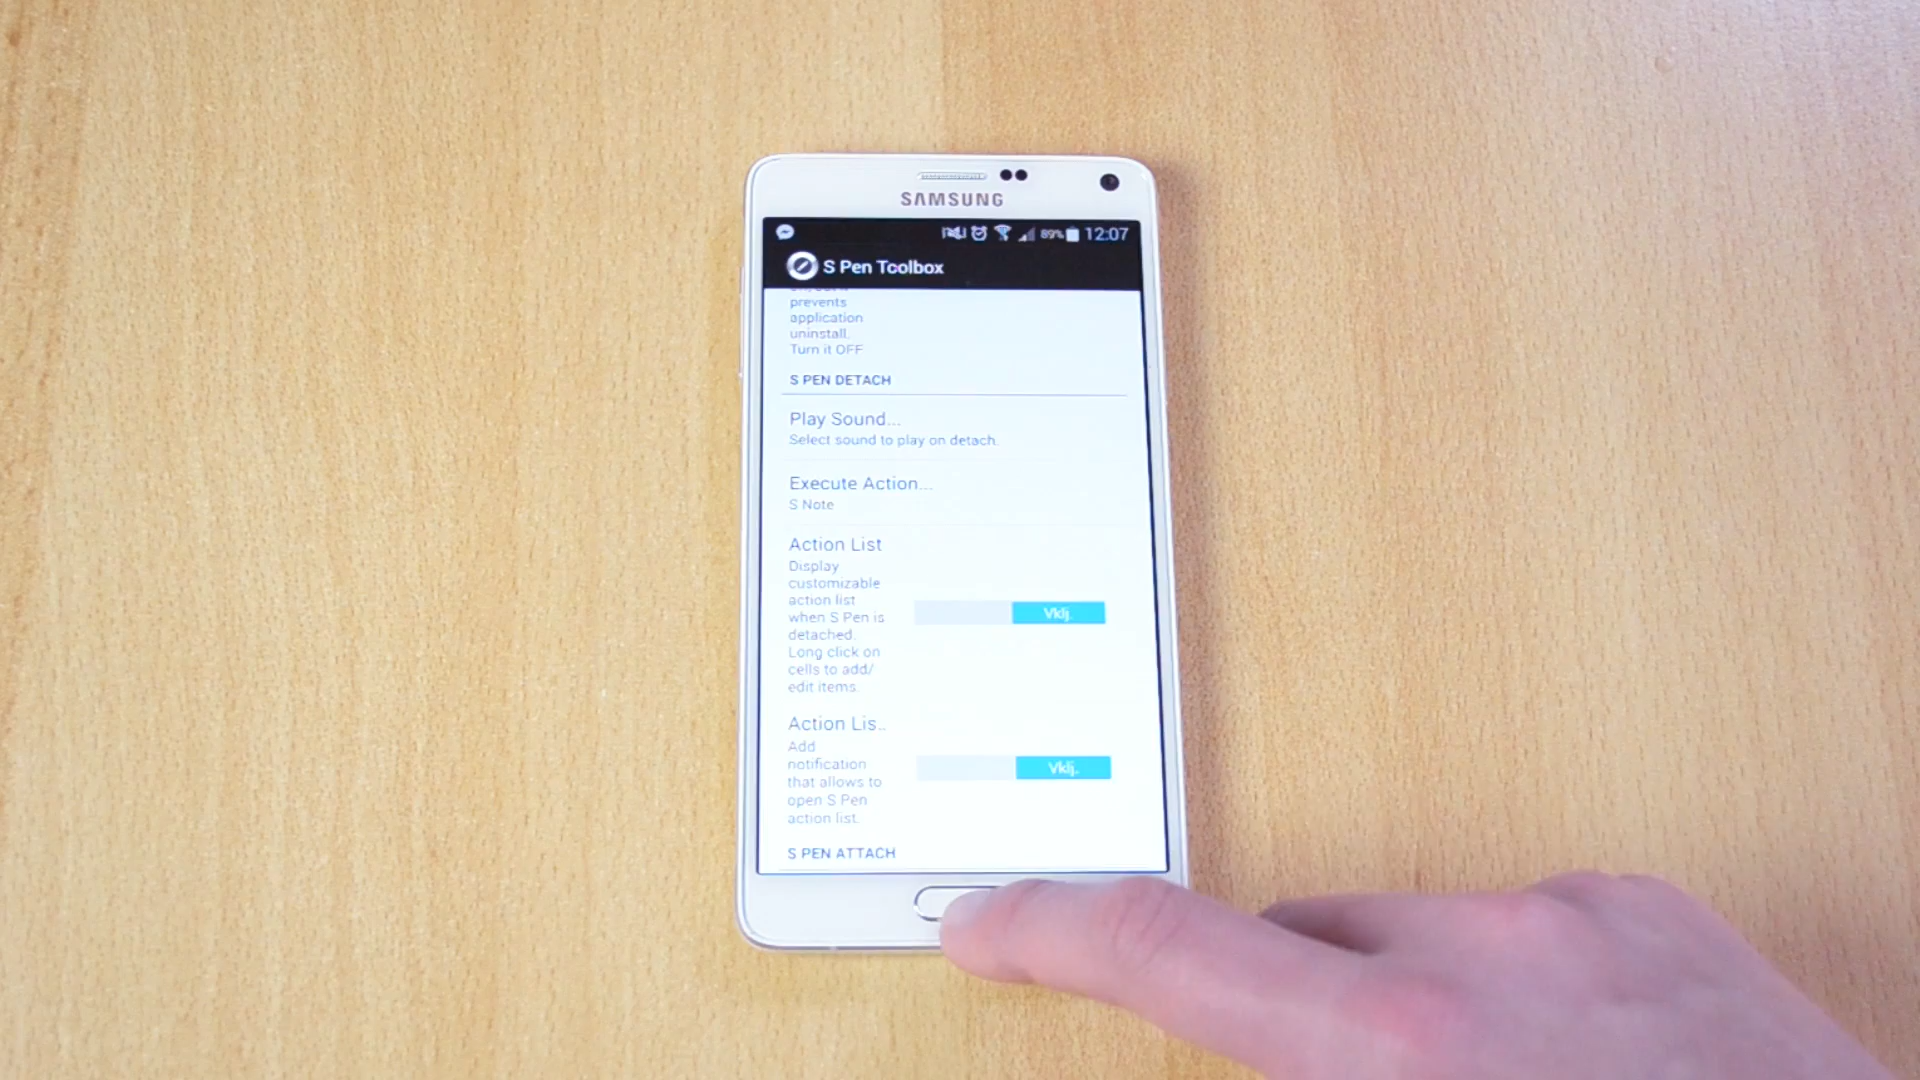 SAMSUNG
89% 12:07
S Pen Toolbox
prevents
application
uninstall.
Turn it OFF
S PEN DETACH
Play Sound...
Select sound to play on detach.
Execute Action...
S Note
Action List
Display
customizable
action list
when S Pen is
detached.
Long click on
cells to add/
edit items.
Vklj.
Action Lis..
Add
notification
that allows to
open S Pen
action list.
Vklj.
S PEN ATTACH